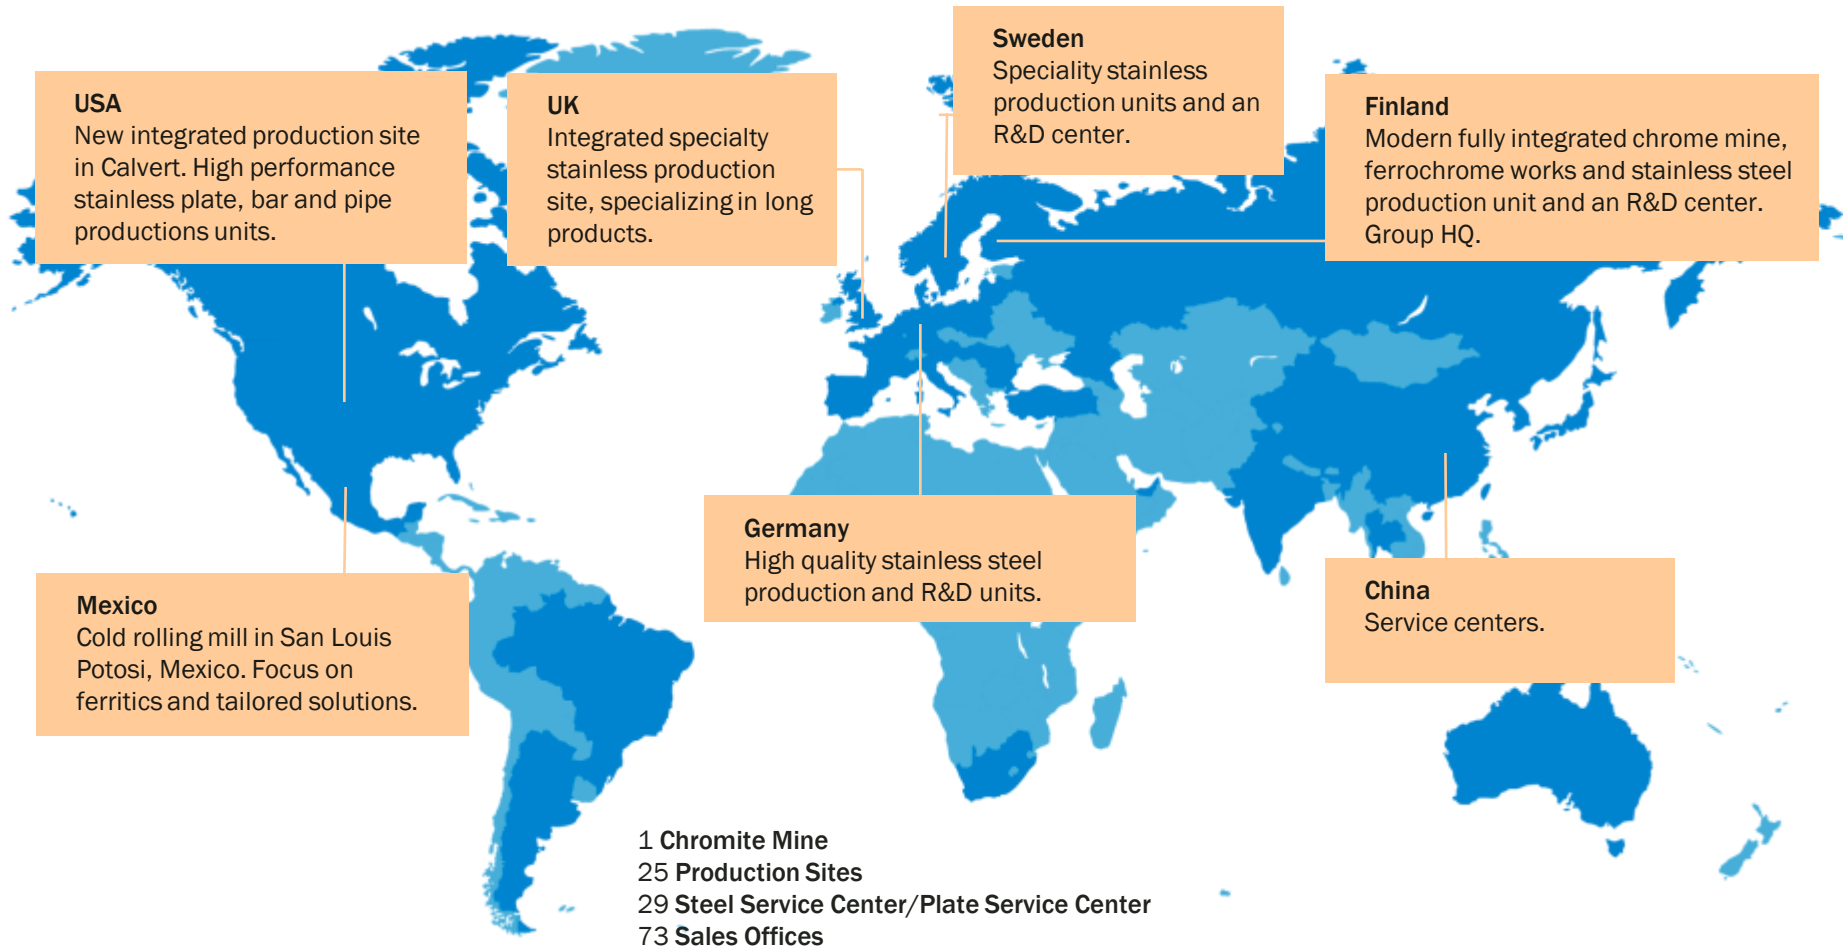 USA
New integrated production site
in Calvert. High performance
stainless plate, bar and pipe
productions units.
UK
Integrated specialty
stainless production
site, specializing in long
products.
Sweden
Speciality stainless
production units and an
R&D center.
Finland
Modern fully integrated chrome mine,
ferrochrome works and stainless steel
production unit and an R&D center.
Group HQ.
Mexico
Cold rolling mill in San Louis
Potosi, Mexico. Focus on
ferritics and tailored solutions.
Germany
High quality stainless steel
production and R&D units.
China
Service centers.
1 Chromite Mine
25 Production Sites
29 Steel Service Center/Plate Service Center
73 Sales Offices